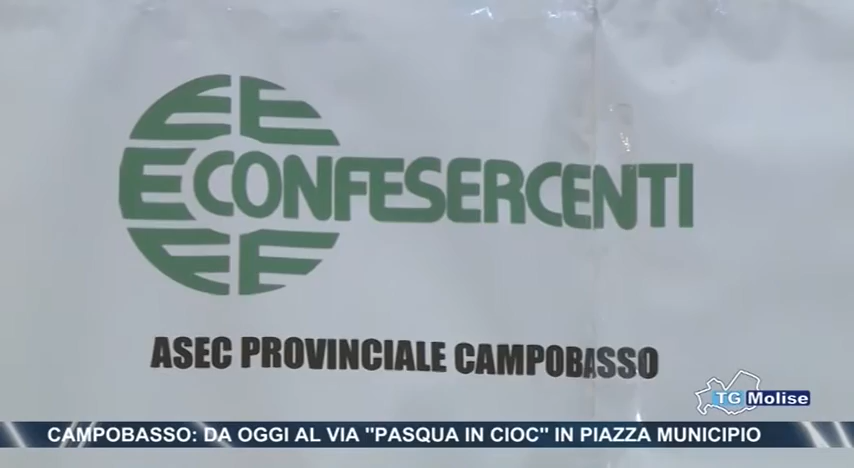 CONFESERCENTI
ASEC PROVINCIALE CAMPOBASSO
TG Molise
CAMPOBASSO: DA OGGI AL VIA "PASQUA IN CIOC" IN PIAZZA MUNICIPIO